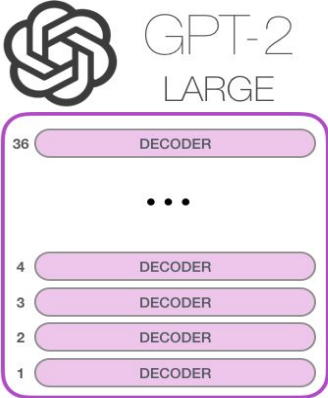 GPT-2
LARGE
36 DECODER
...
4 DECODER
3 DECODER
2 DECODER
1 DECODER